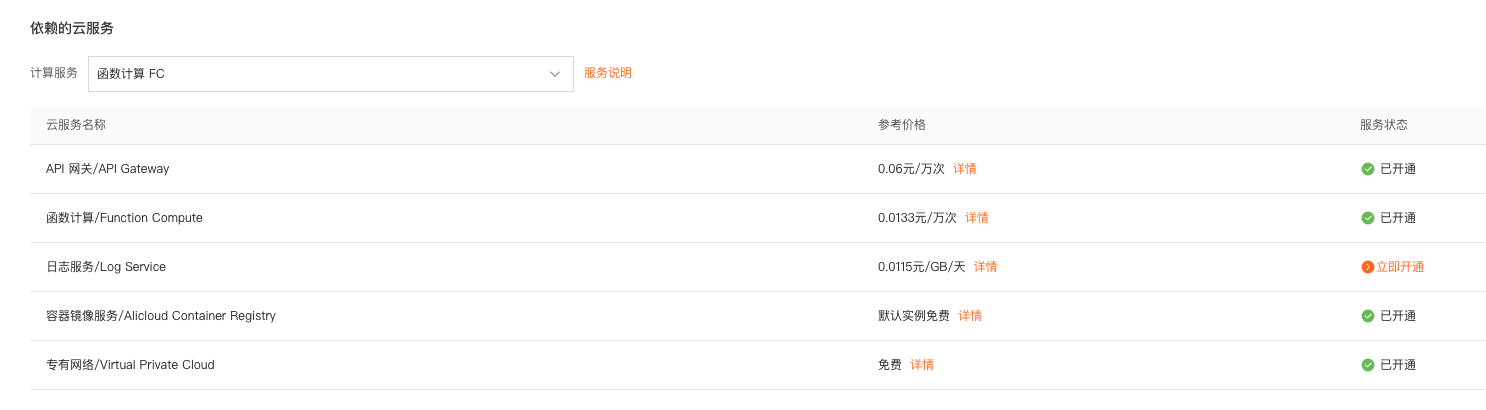 依赖的云服务
计算服务 函数计算 FC 服务说明
云服务名称 参考价格 服务状态
API 网关/API Gateway 0.06元/万次 详情 已开通
函数计算/Function Compute 0.0133元/万次 详情 已开通
日志服务/Log Service 0.0115元/GB/天 详情 立即开通
容器镜像服务/Alicloud Container Registry 默认实例免费 详情 已开通
专有网络/Virtual Private Cloud 免费 详情 已开通